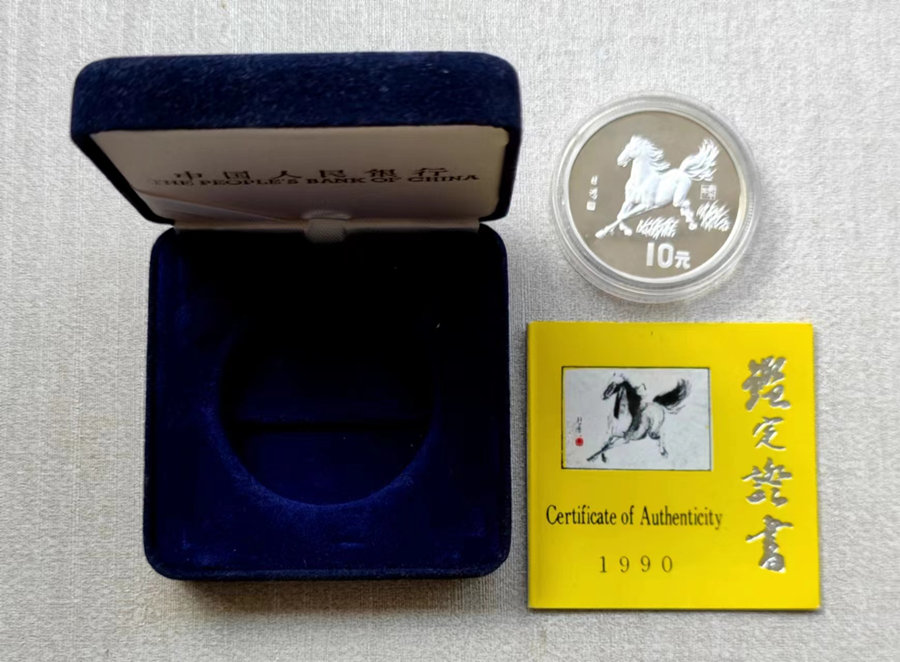 中国人民银行
THE PEOPLE'S BANK OF CHINA
10元
鑑定證書
Certificate of Authenticity
1990